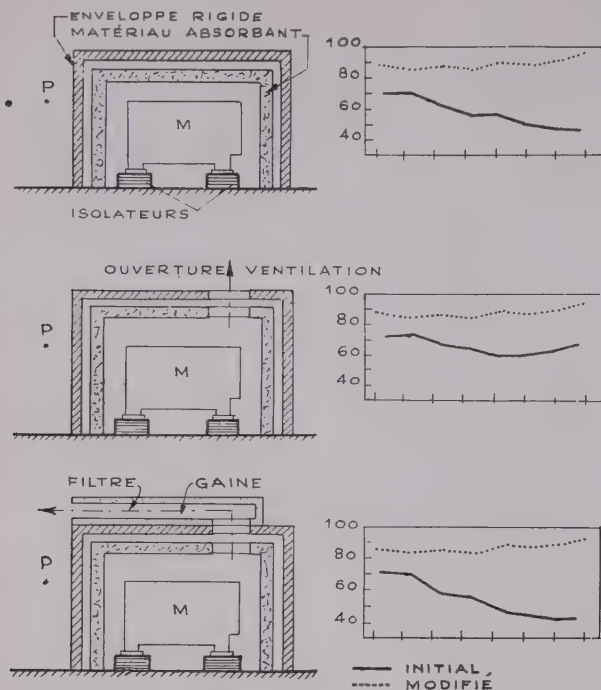 ENVELOPPE RIGIDE
MATÉRIAU ABSORBANT
P
M
ISOLATEURS
100
80
60
40
OUVERTURE VENTILATION
P
M
100
80
60
40
FILTRE GAINE
P
M
100
80
60
40
INITIAL
MODIFIÉ